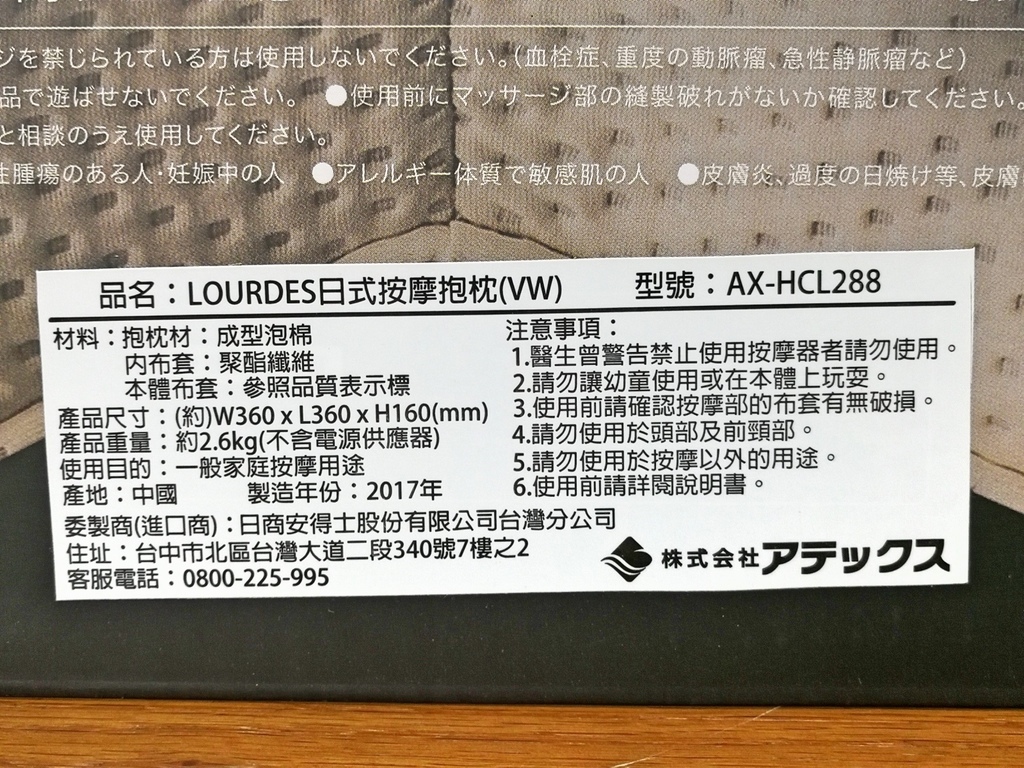 ジを禁じられている方は使用しないでください。（血栓症、重度の動脈瘤、急性静脈瘤など）
品で遊ばせないでください。 ●使用前にマッサージ部の縫製破れがないか確認してください。
と相談のうえ使用してください。
性腫瘍のある人・妊娠中の人 ●アレルギー体質で敏感肌の人 ●皮膚炎、過度の日焼け等、皮膚
品名：LOURDES日式按摩抱枕(VW) 型號：AX-HCL288
材料：抱枕材：成型泡棉
內布套：聚酯纖維
本體布套：參照品質表示標
產品尺寸：(約)W360 x L360 x H160(mm)
產品重量：約2.6kg(不含電源供應器)
使用目的：一般家庭按摩用途
產地：中國 製造年份：2017年
委製商(進口商)：日商安得士股份有限公司台灣分公司
住址：台中市北區台灣大道二段340號7樓之2
客服電話：0800-225-995
注意事項：
1.醫生曾警告禁止使用按摩器者請勿使用。
2.請勿讓幼童使用或在本體上玩耍。
3.使用前請確認按摩部的布套有無破損。
4.請勿使用於頭部及前頸部。
5.請勿使用於按摩以外的用途。
6.使用前請詳閱說明書。
株式会社アテックス